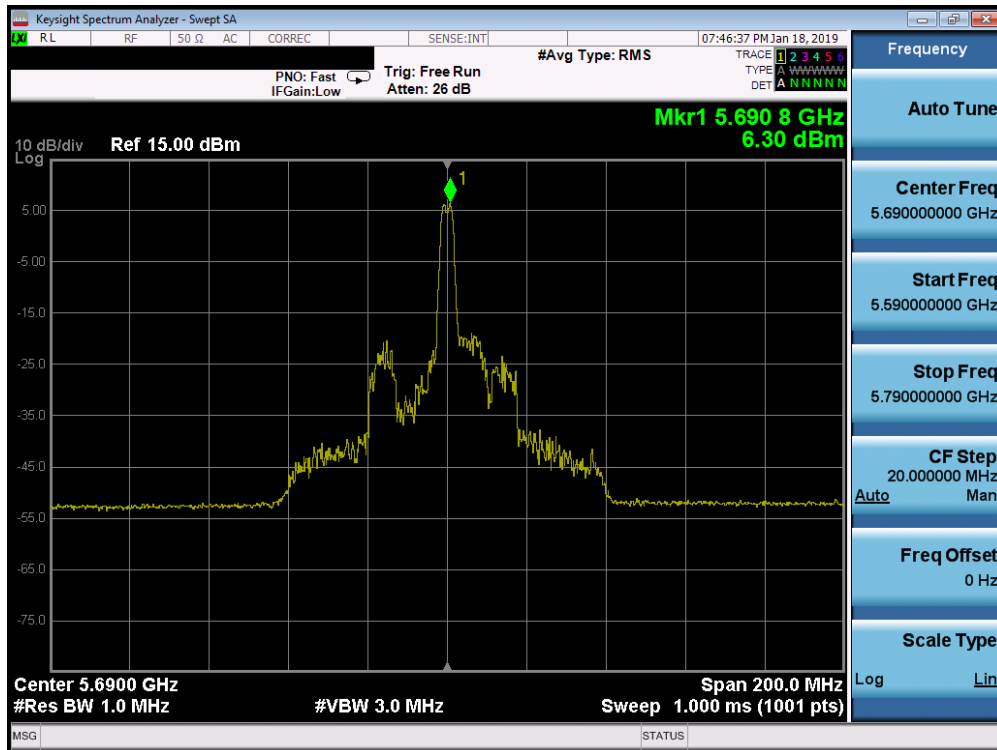 Keysight Spectrum Analyzer - Swept SA
LXI RL RF 50 Ω AC CORREC SENSE:INT 07:46:37 PM Jan 18, 2019
Frequency
#Avg Type: RMS
TRACE 1 2 3 4 5 6
PNO: Fast Trig: Free Run
TYPE A WWWWW
IFGain:Low Atten: 26 dB
DET A N N N N N
Auto Tune
Mkr1 5.690 8 GHz
6.30 dBm
10 dB/div Ref 15.00 dBm
Log
1
5.00
-5.00
-15.0
-25.0
-35.0
-45.0
-55.0
-65.0
-75.0
Center Freq
5.690000000 GHz
Start Freq
5.590000000 GHz
Stop Freq
5.790000000 GHz
CF Step
20.000000 MHz
Auto Man
Freq Offset
0 Hz
Scale Type
Log Lin
Center 5.6900 GHz Span 200.0 MHz
#Res BW 1.0 MHz #VBW 3.0 MHz Sweep 1.000 ms (1001 pts)
MSG STATUS